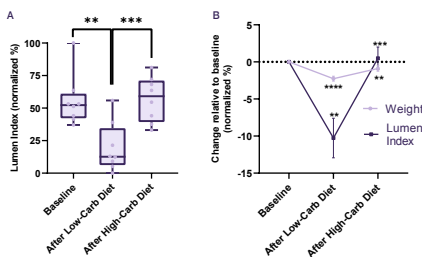 A
** ***
Lumen Index (normalized %)
100
75
50
25
0
Baseline
After Low-Carb Diet
After High-Carb Diet
B
Change relative to baseline
(normalized %)
5
0
-5
-10
-15
***
**
****
**
Weight
Lumen
Index
Baseline
After Low-Carb Diet
After High-Carb Diet